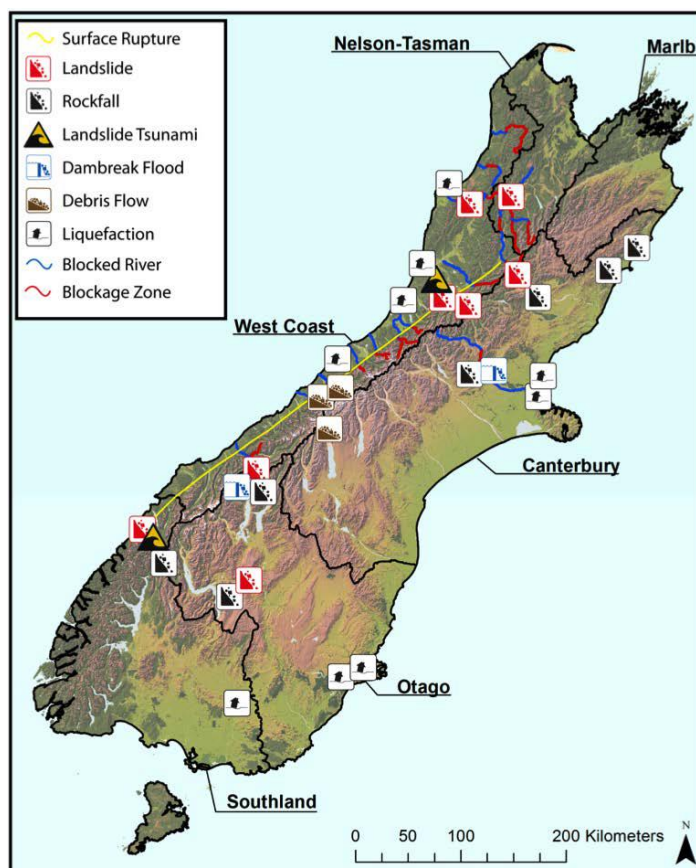 Surface Rupture
Landslide
Rockfall
Landslide Tsunami
Dambreak Flood
Debris Flow
Liquefaction
Blocked River
Blockage Zone
Nelson-Tasman
Marlb
West Coast
Canterbury
Otago
Southland
0 50 100 200 Kilometers
N